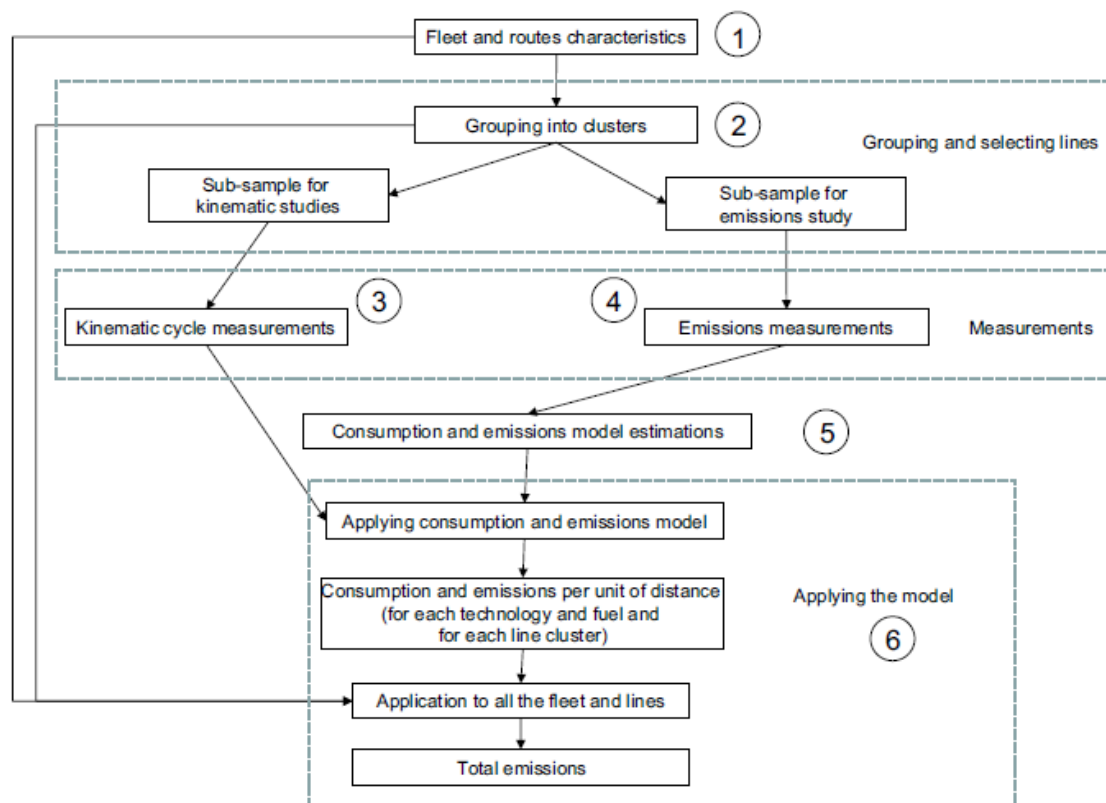 Fleet and routes characteristics
1
Grouping into clusters
2
Grouping and selecting lines
Sub-sample for
kinematic studies
Sub-sample for
emissions study
3
4
Kinematic cycle measurements
Emissions measurements
Measurements
Consumption and emissions model estimations
5
Applying consumption and emissions model
Consumption and emissions per unit of distance
(for each technology and fuel and
for each line cluster)
Applying the model
6
Application to all the fleet and lines
Total emissions